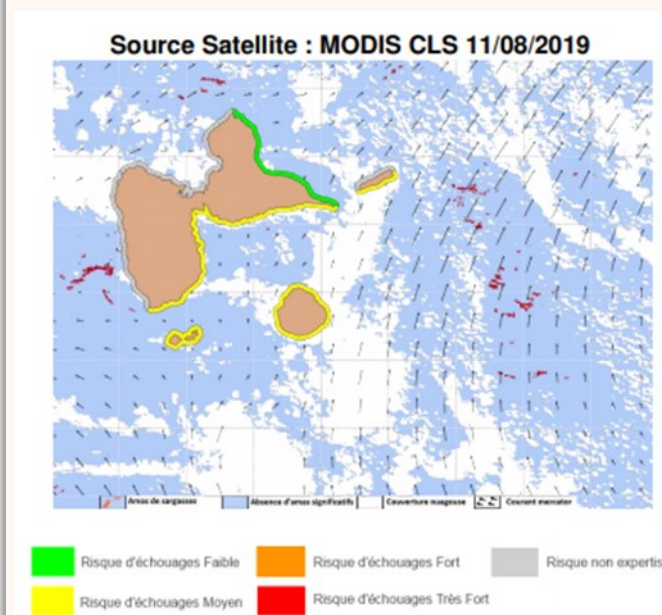 Source Satellite : MODIS CLS 11/08/2019
Amas de sargasses Absence d'amas significatifs Couverture nuageuse Courant mercator
Risque d'échouages Faible Risque d'échouages Fort Risque non expertis
Risque d'échouages Moyen Risque d'échouages Très Fort